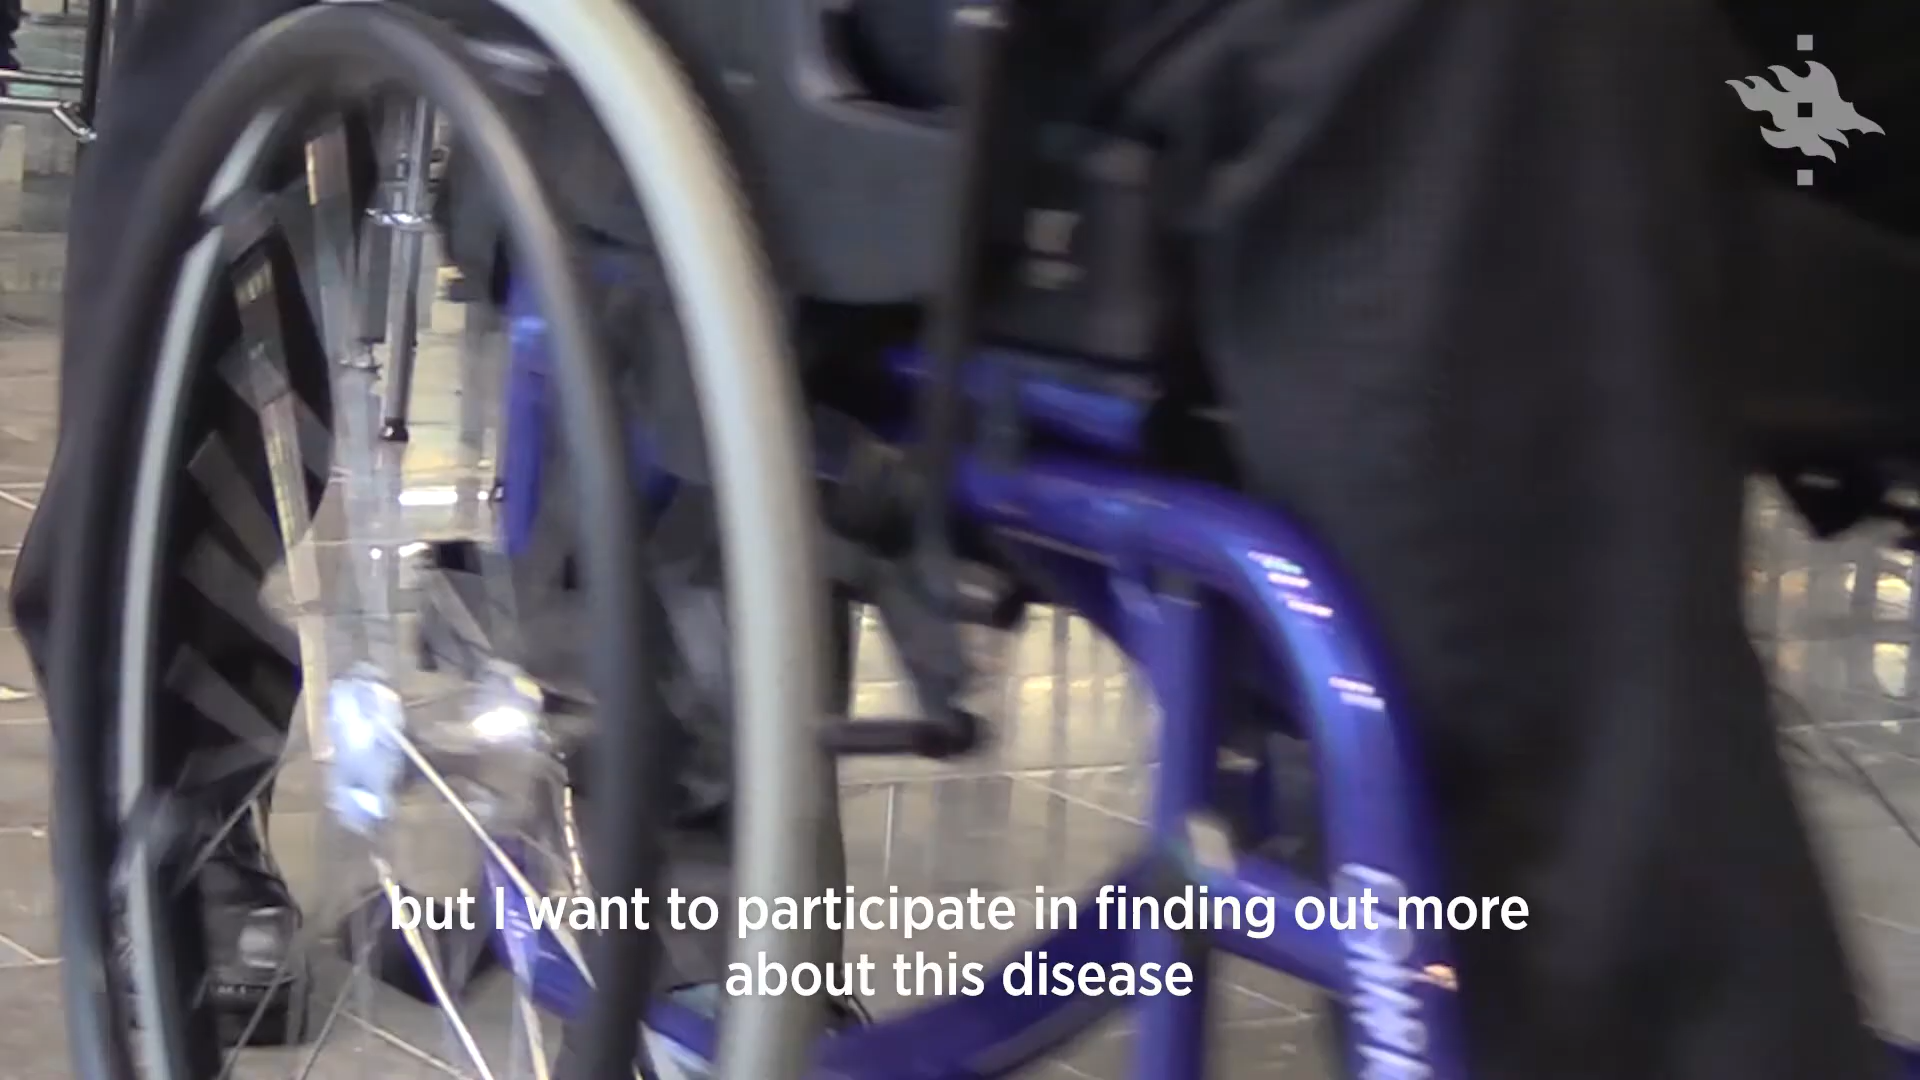 but I want to participate in finding out more
about this disease